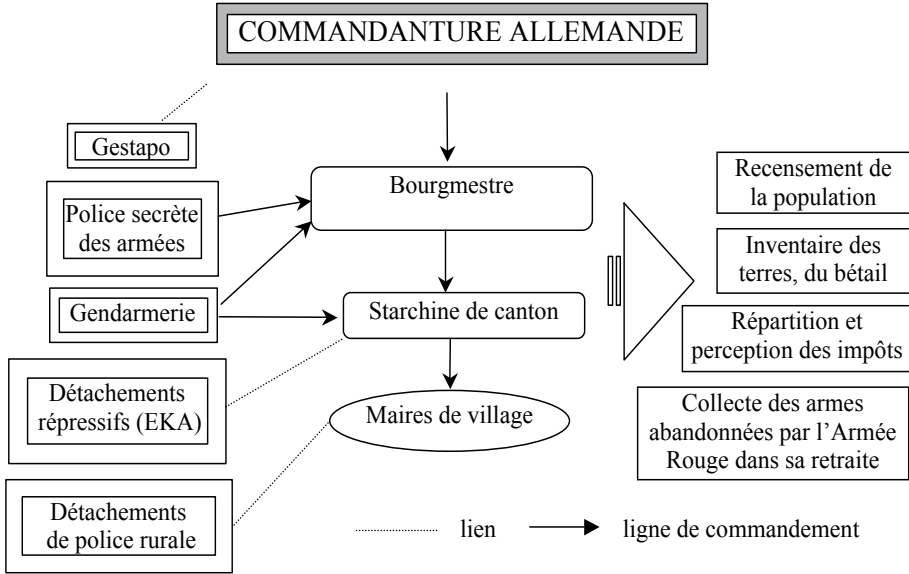 COMMANDANTURE ALLEMANDE
Gestapo
Police secrète
des armées
Gendarmerie
Détachements
répressifs (EKA)
Détachements
de police rurale
Bourgmestre
Starchine de canton
Maires de village
Recensement de
la population
Inventaire des
terres, du bétail
Répartition et
perception des impôts
Collecte des armes
abandonnées par l’Armée
Rouge dans sa retraite
lien
ligne de commandement